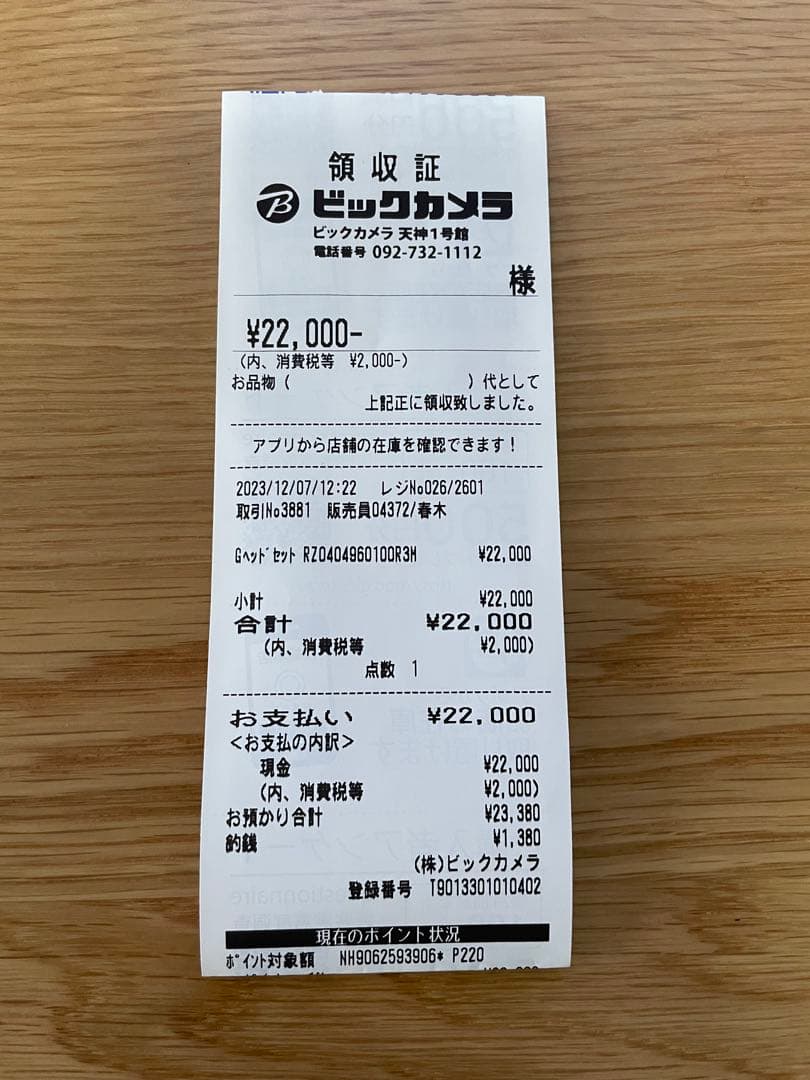 領収証
ビックカメラ
ビックカメラ 天神1号館
電話番号 092-732-1112
様
¥22,000-
(内、消費税等 ¥2,000-)
お品物( )代として
上記正に領収致しました。
アプリから店舗の在庫を確認できます!
2023/12/07/12:22 レジNo026/2601
取引No3881 販売員04372/春木
Gヘッドセット RZ0404960100R3M ¥22,000
小計 ¥22,000
合計 ¥22,000
(内、消費税等 ¥2,000)
点数 1
お支払い ¥22,000
<お支払の内訳>
現金 ¥22,000
(内、消費税等 ¥2,000)
お預かり合計 ¥23,380
釣銭 ¥1,380
(株)ビックカメラ
登録番号 T9013301010402
現在のポイント状況
ポイント対象額 NH9062593906* P220